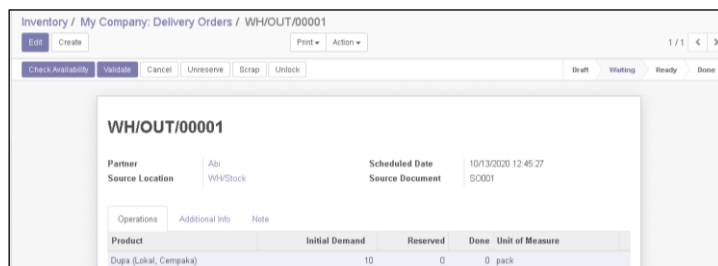 Inventory / My Company: Delivery Orders / WH/OUT/00001
Edit Create Print Action 1 / 1
Check Availability Validate Cancel Unreserve Scrap Unlock Draft Waiting Ready Done
WH/OUT/00001
Partner Abi Scheduled Date 10/13/2020 12:45:27
Source Location WH/Stock Source Document SO001
Operations Additional Info Note
Product Initial Demand Reserved Done Unit of Measure
Dupa (Lokal, Cempaka) 10 0 0 pack